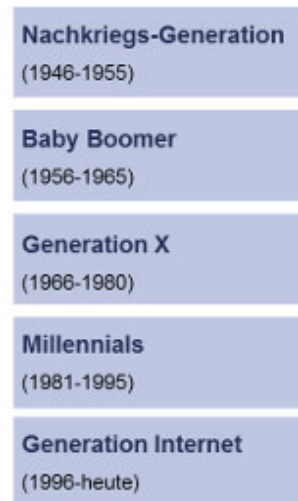 Nachkriegs-Generation
(1946-1955)
Baby Boomer
(1956-1965)
Generation X
(1966-1980)
Millennials
(1981-1995)
Generation Internet
(1996-heute)